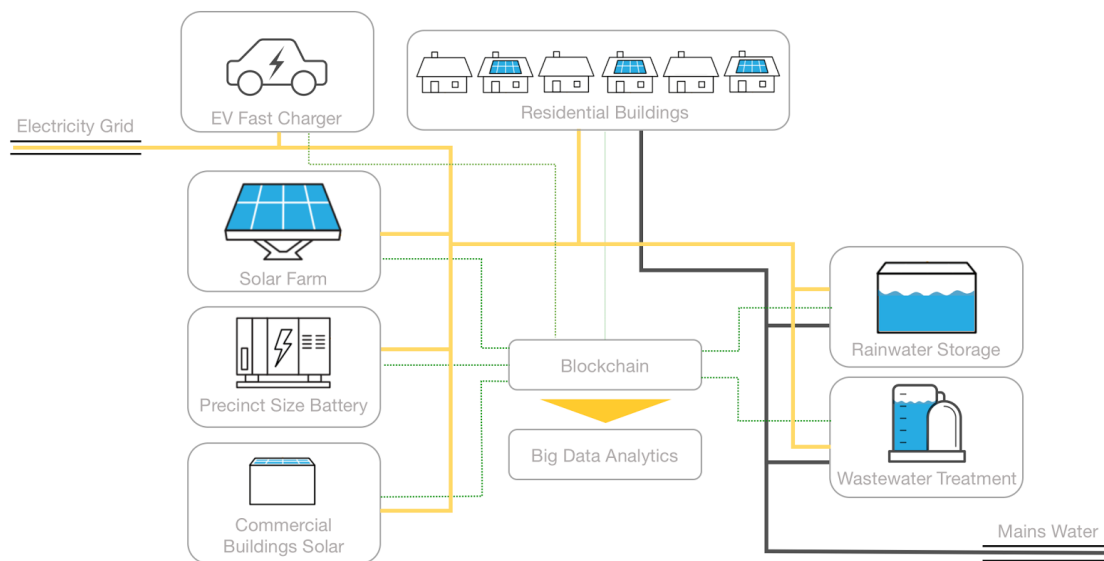 EV Fast Charger
Residential Buildings
Electricity Grid
Solar Farm
Precinct Size Battery
Commercial
Buildings Solar
Blockchain
Big Data Analytics
Rainwater Storage
Wastewater Treatment
Mains Water